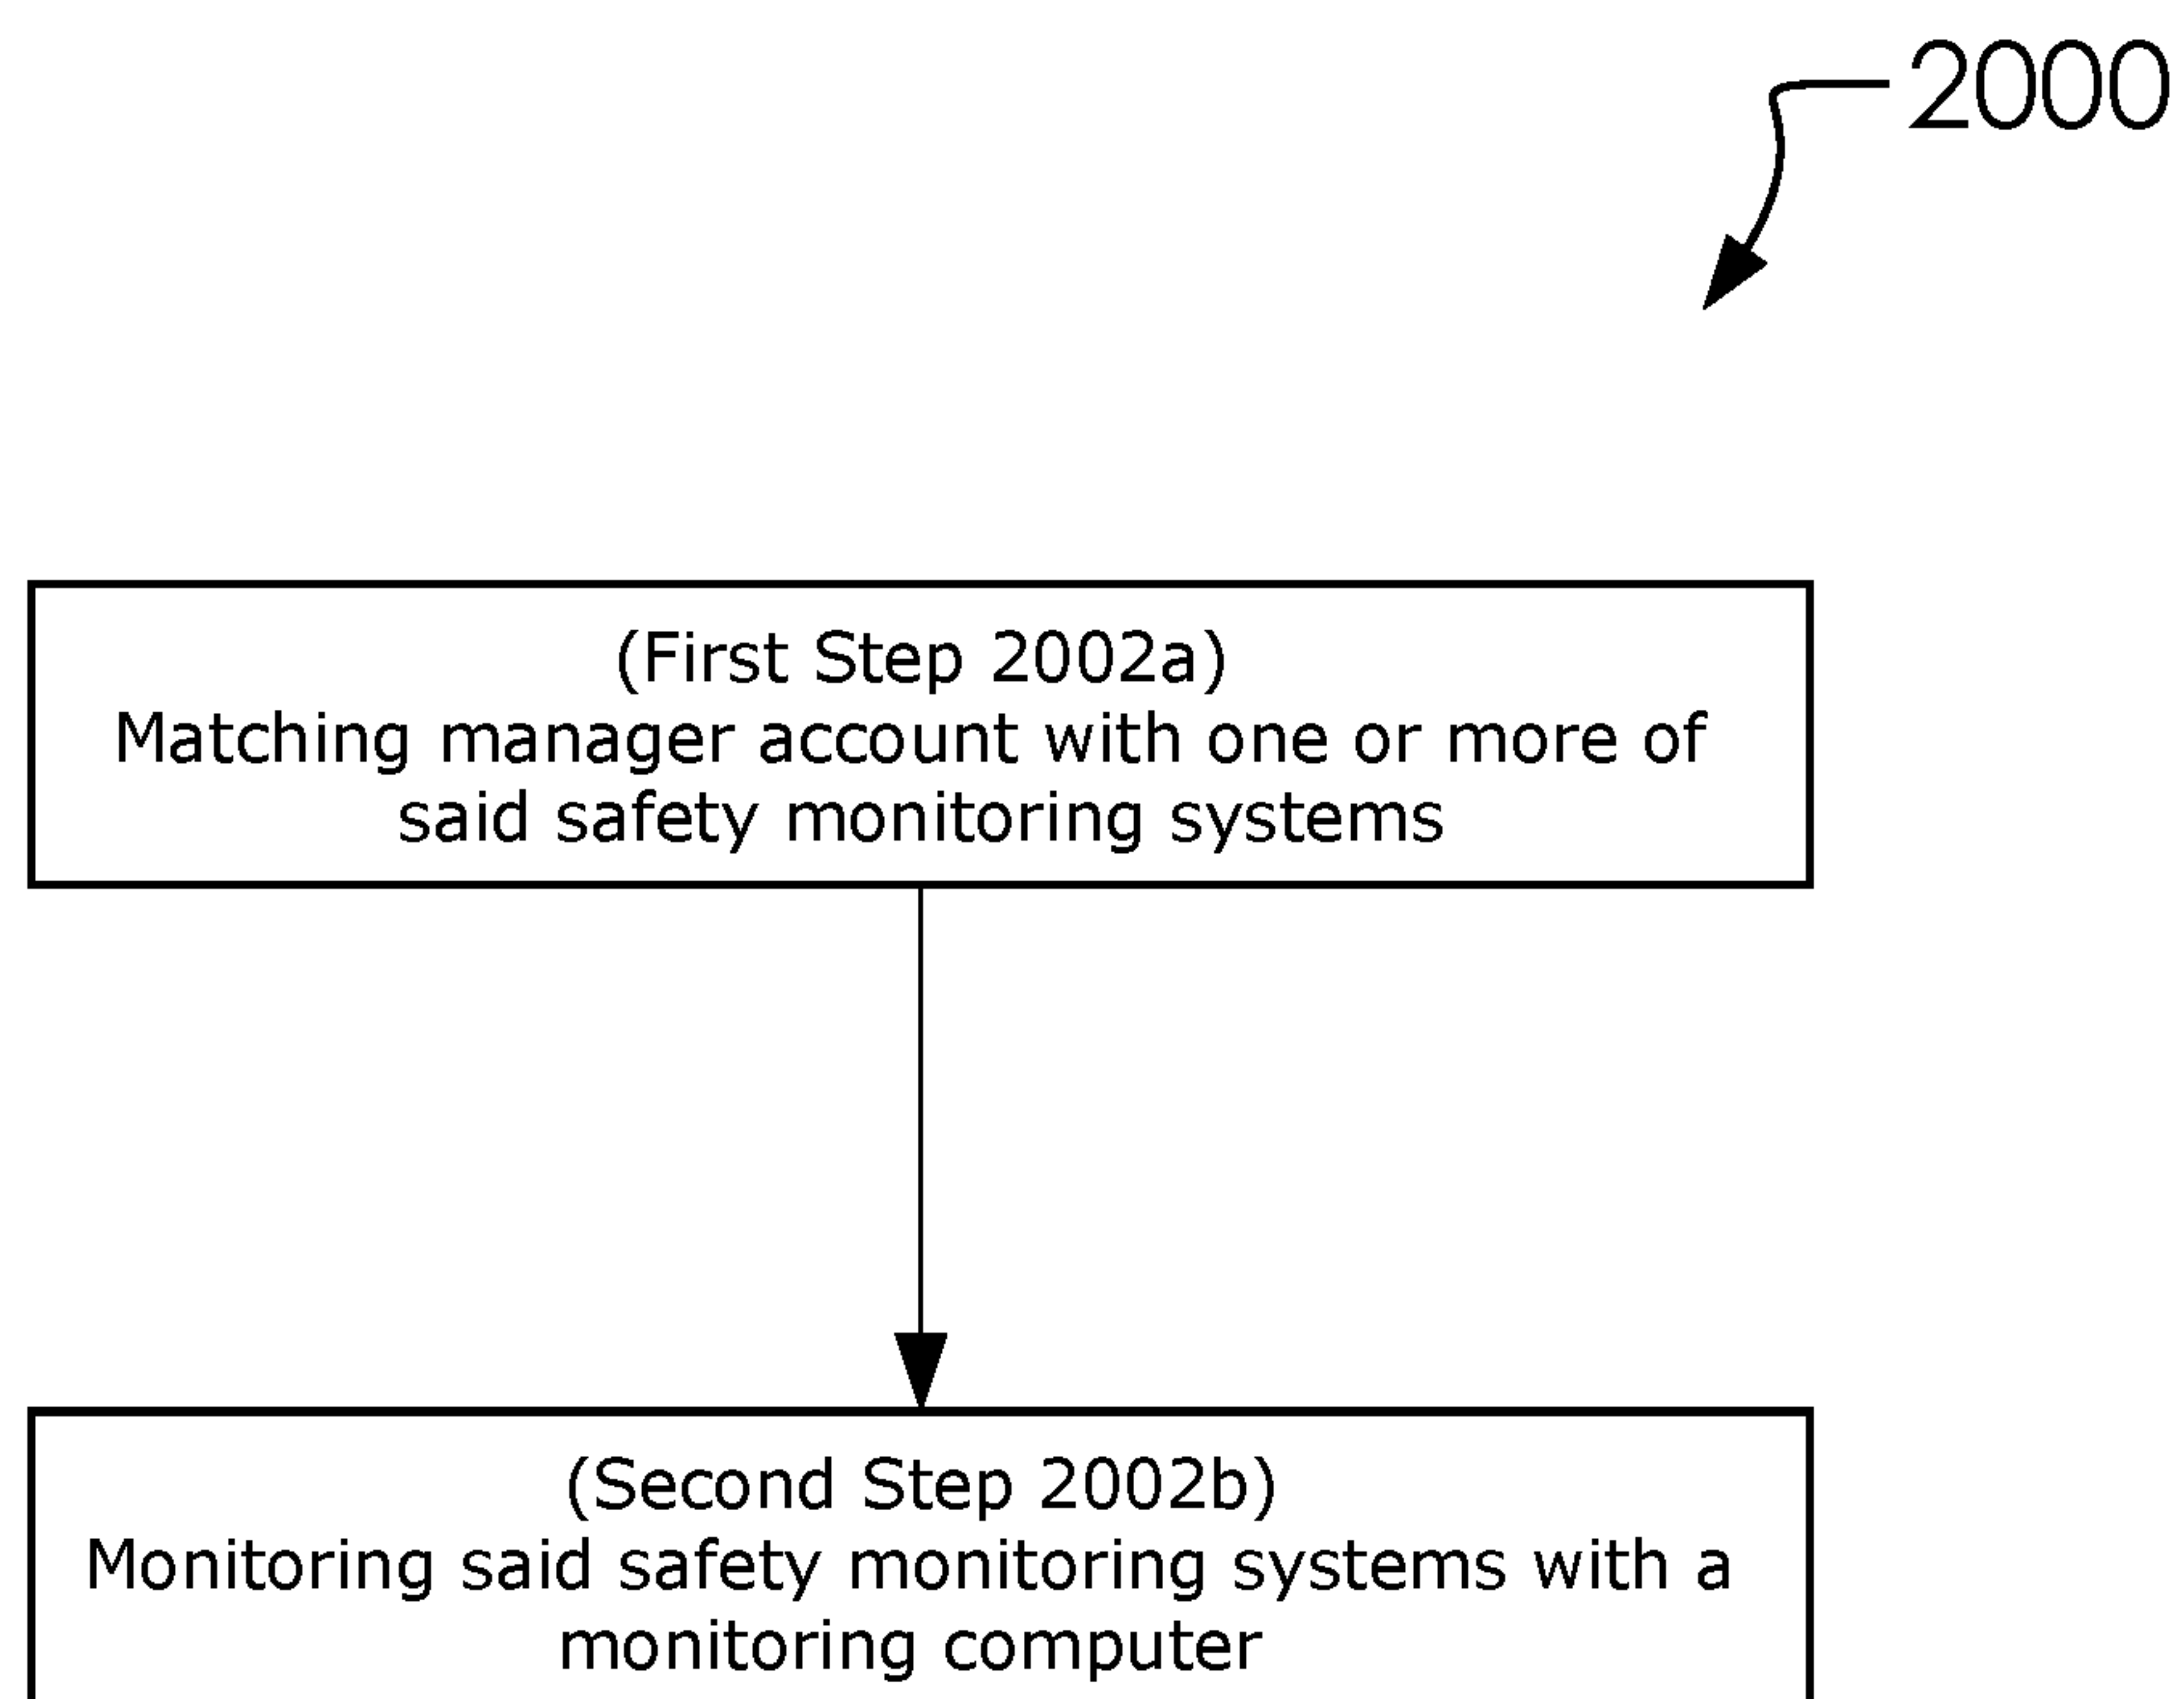 2000
(First Step 2002a)
Matching manager account with one or more of
said safety monitoring systems
(Second Step 2002b)
Monitoring said safety monitoring systems with a
monitoring computer